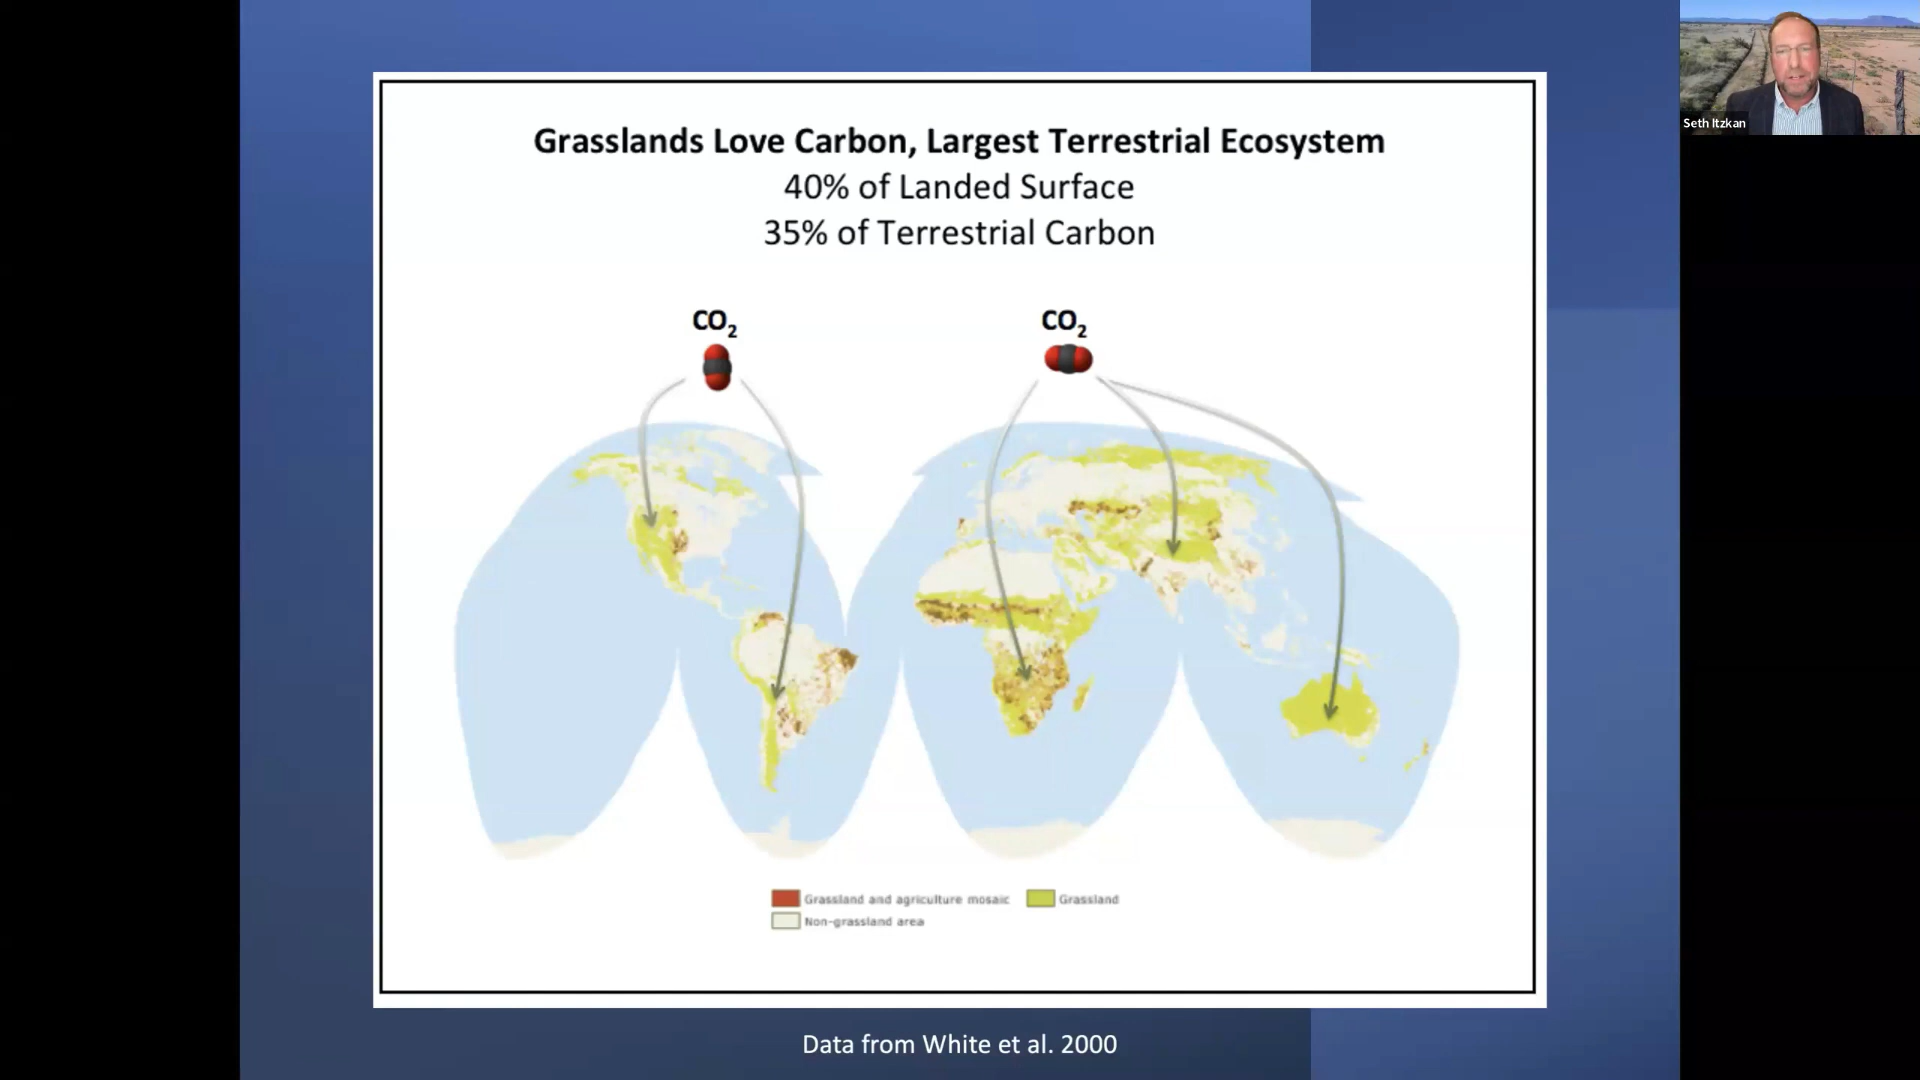 Seth Itzkan
Grasslands Love Carbon, Largest Terrestrial Ecosystem
40% of Landed Surface
35% of Terrestrial Carbon
CO2 CO2
Grassland and agriculture mosaic Grassland
Non-grassland area
Data from White et al. 2000